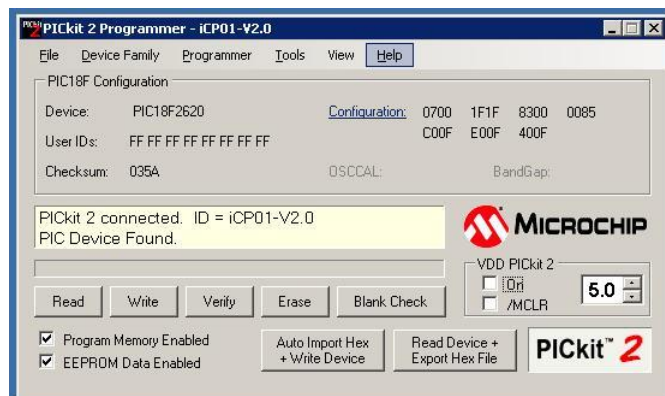 PICkit 2 Programmer - iCP01-V2.0
File Device Family Programmer Tools View Help
PIC18F Configuration
Device: PIC18F2620 Configuration: 0700 1F1F 8300 0085
C00F E00F 400F
User IDs: FF FF FF FF FF FF FF FF
Checksum: 035A OSCCAL: BandGap:
PICkit 2 connected. ID = iCP01-V2.0
PIC Device Found.
MICROCHIP
VDD PICkit 2
On
/MCLR
5.0
Read Write Verify Erase Blank Check
Program Memory Enabled
EEPROM Data Enabled
Auto Import Hex
+ Write Device
Read Device +
Export Hex File
PICkit™ 2